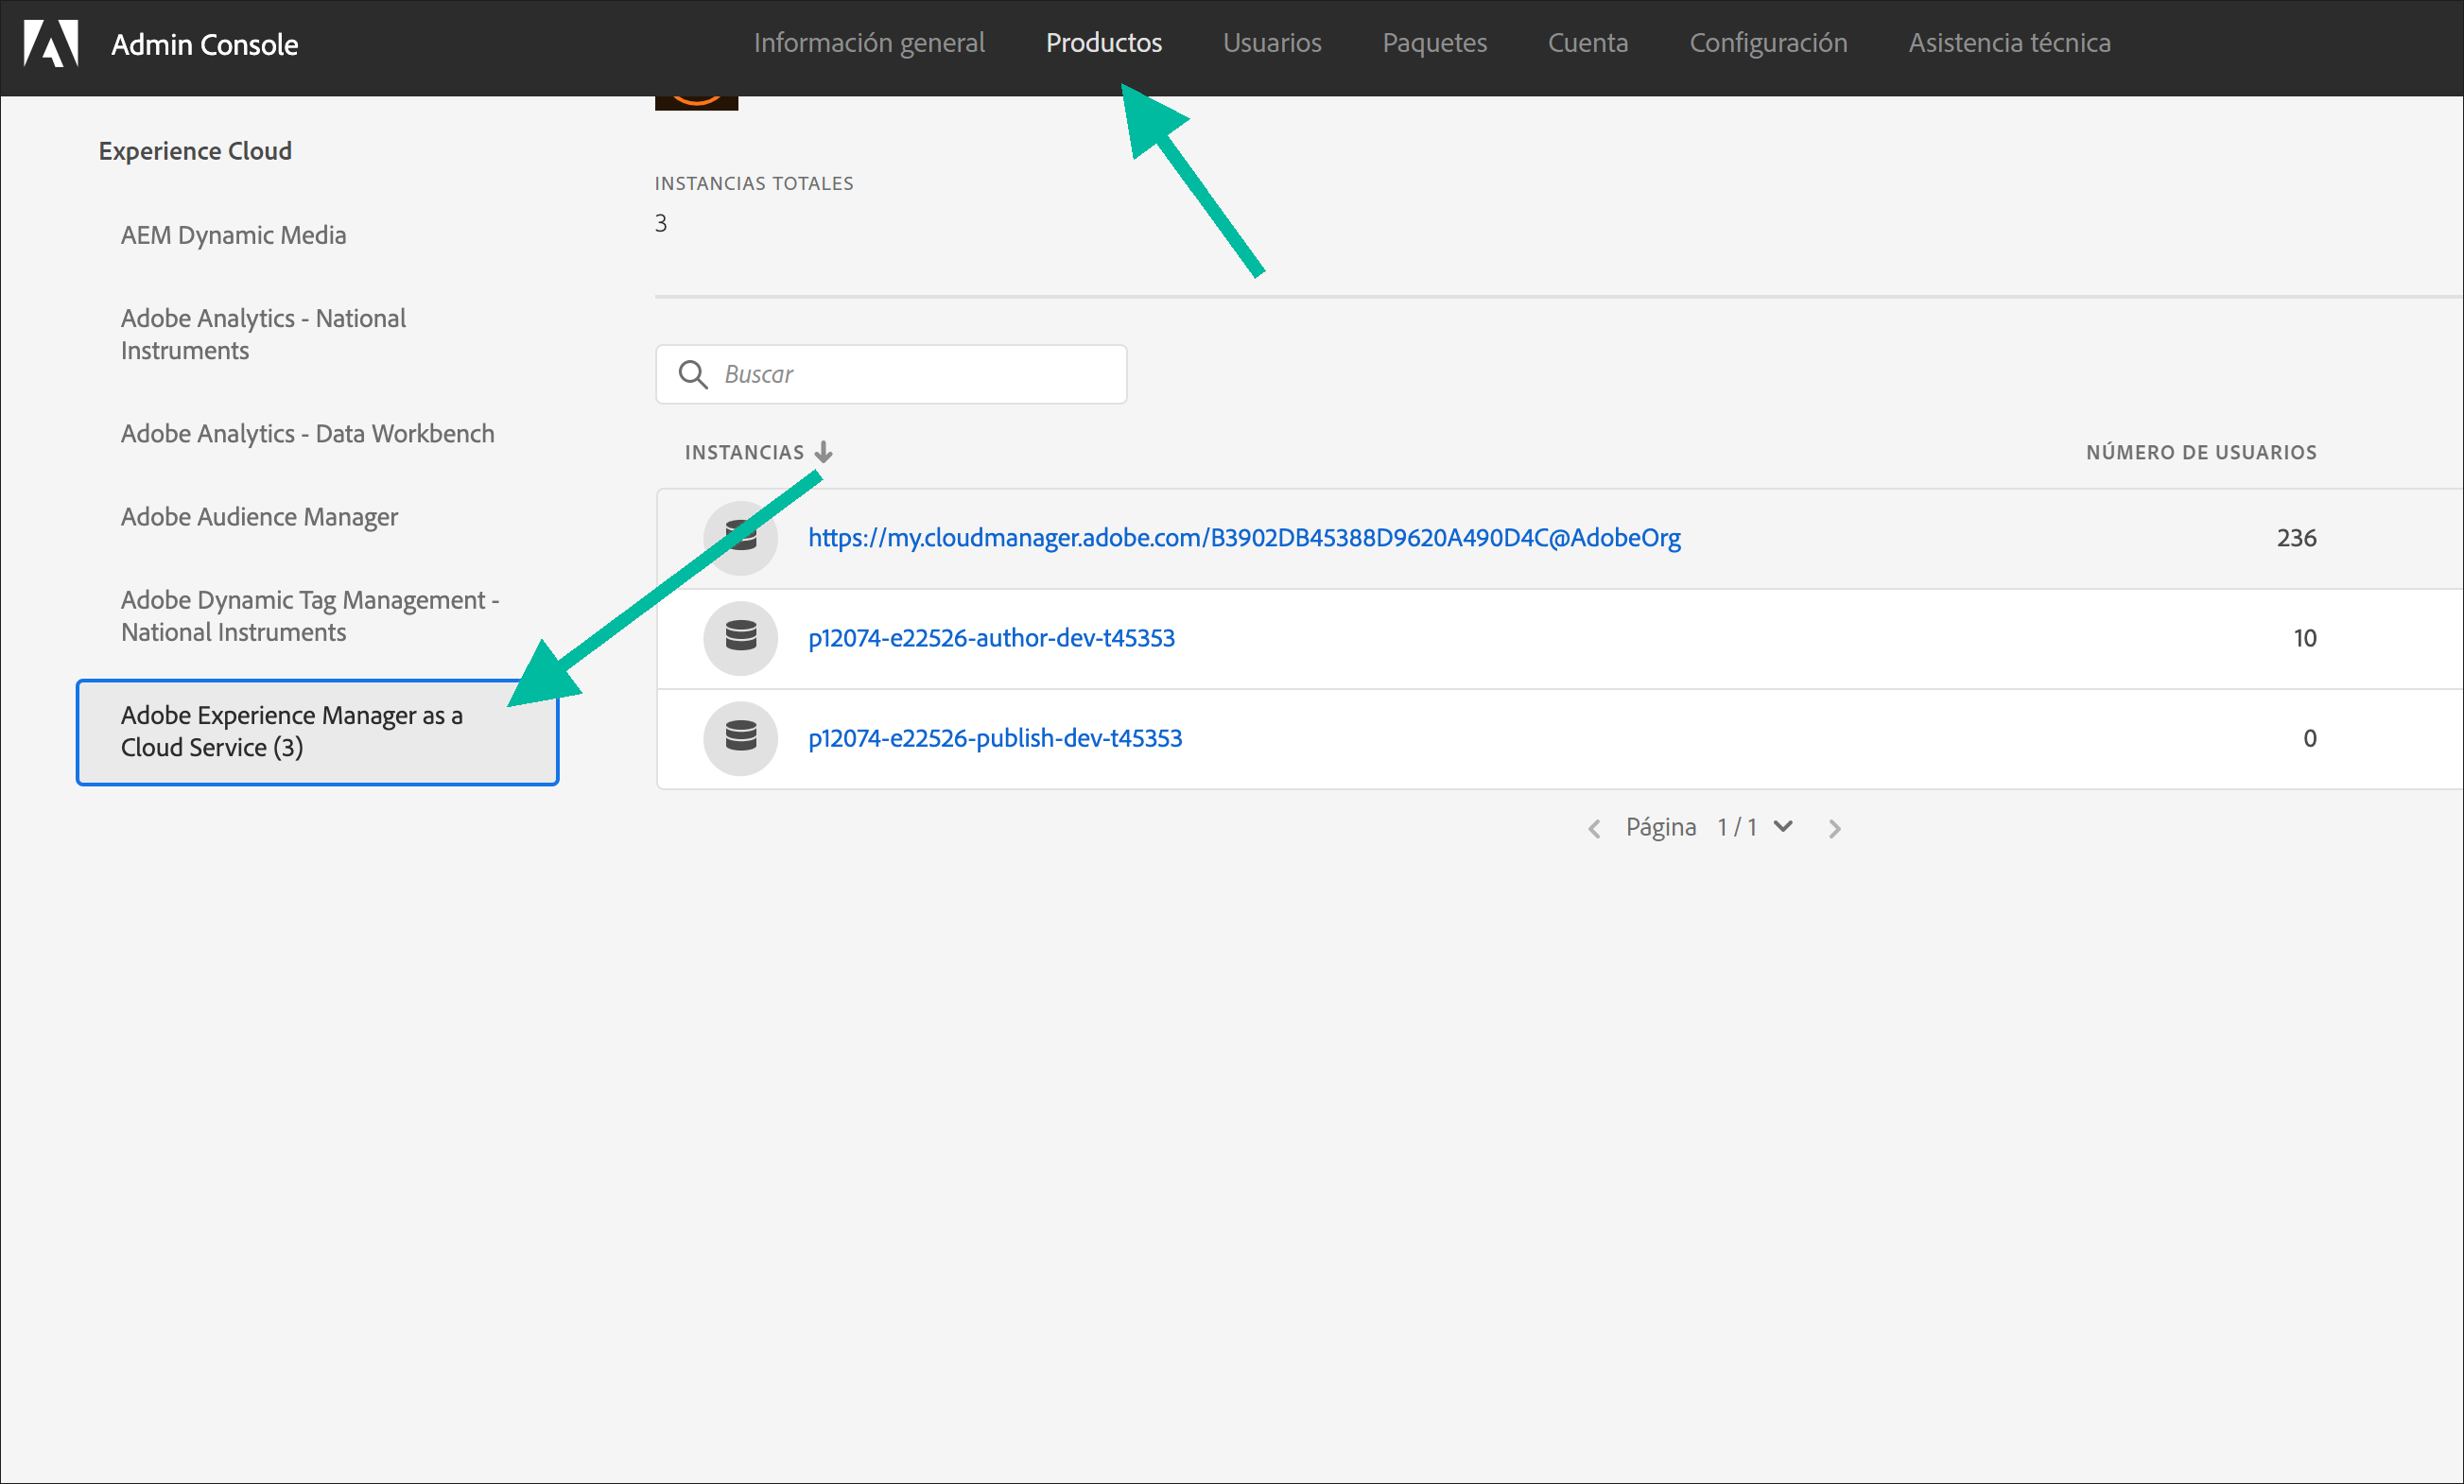 Admin Console
Información general Productos Usuarios Paquetes Cuenta Configuración Asistencia técnica
Experience Cloud
AEM Dynamic Media
Adobe Analytics - National
Instruments
Adobe Analytics - Data Workbench
Adobe Audience Manager
Adobe Dynamic Tag Management -
National Instruments
Adobe Experience Manager as a
Cloud Service (3)
INSTANCIAS TOTALES
3
Buscar
INSTANCIAS NÚMERO DE USUARIOS
https://my.cloudmanager.adobe.com/B3902DB45388D9620A490D4C@AdobeOrg 236
p12074-e22526-author-dev-t45353 10
p12074-e22526-publish-dev-t45353 0
Página 1 / 1